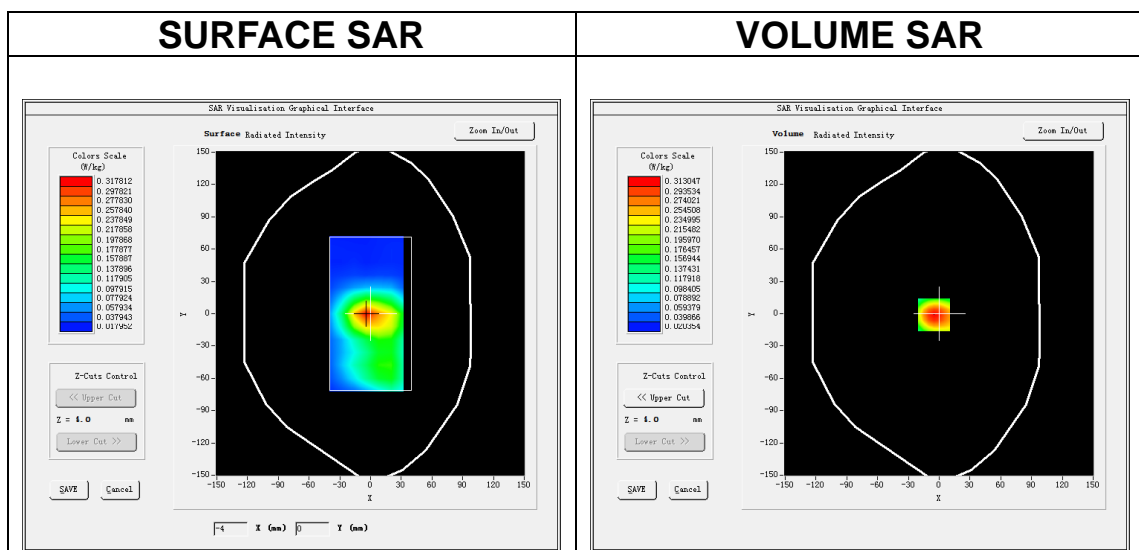 SURFACE SAR
VOLUME SAR
SAR Visualisation Graphical Interface
Surface Radiated Intensity
Zoom In/Out
Colors Scale
(W/kg)
0.317812
0.297821
0.277830
0.257840
0.237849
0.217858
0.197868
0.177877
0.157887
0.137896
0.117905
0.097915
0.077924
0.057934
0.037943
0.017952
150
120
90
60
30
0
-30
-60
-90
-120
-150
Y
-150 -120 -90 -60 -30 0 30 60 90 120 150
X
Z-Cuts Control
<< Upper Cut
Z = 4.0 mm
Lower Cut >>
SAVE Cancel
-4 X (mm) 0 Y (mm)
SAR Visualisation Graphical Interface
Volume Radiated Intensity
Zoom In/Out
Colors Scale
(W/kg)
0.313047
0.293534
0.274021
0.254508
0.234995
0.215482
0.195970
0.176457
0.156944
0.137431
0.117918
0.098405
0.078892
0.059379
0.039866
0.020354
150
120
90
60
30
0
-30
-60
-90
-120
-150
Y
-150 -120 -90 -60 -30 0 30 60 90 120 150
X
Z-Cuts Control
<< Upper Cut
Z = 4.0 mm
Lower Cut >>
SAVE Cancel